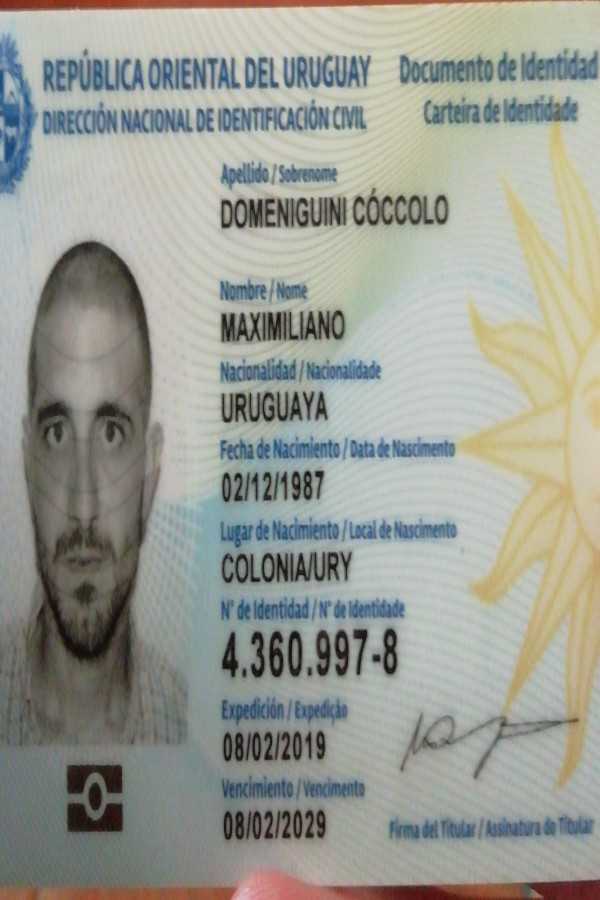 REPÚBLICA ORIENTAL DEL URUGUAY
DIRECCIÓN NACIONAL DE IDENTIFICACIÓN CIVIL
Documento de Identidad
Carteira de Identidade
Apellido / Sobrenome
DOMENIGUINI CÓCCOLO
Nombre / Nome
MAXIMILIANO
Nacionalidad / Nacionalidade
URUGUAYA
Fecha de Nacimiento / Data de Nascimento
02/12/1987
Lugar de Nacimiento / Local de Nascimento
COLONIA/URY
N° de Identidad / N° de Identidade
4.360.997-8
Expedición / Expedição
08/02/2019
Vencimiento / Vencimento
08/02/2029
Firma del Titular / Assinatura do Titular